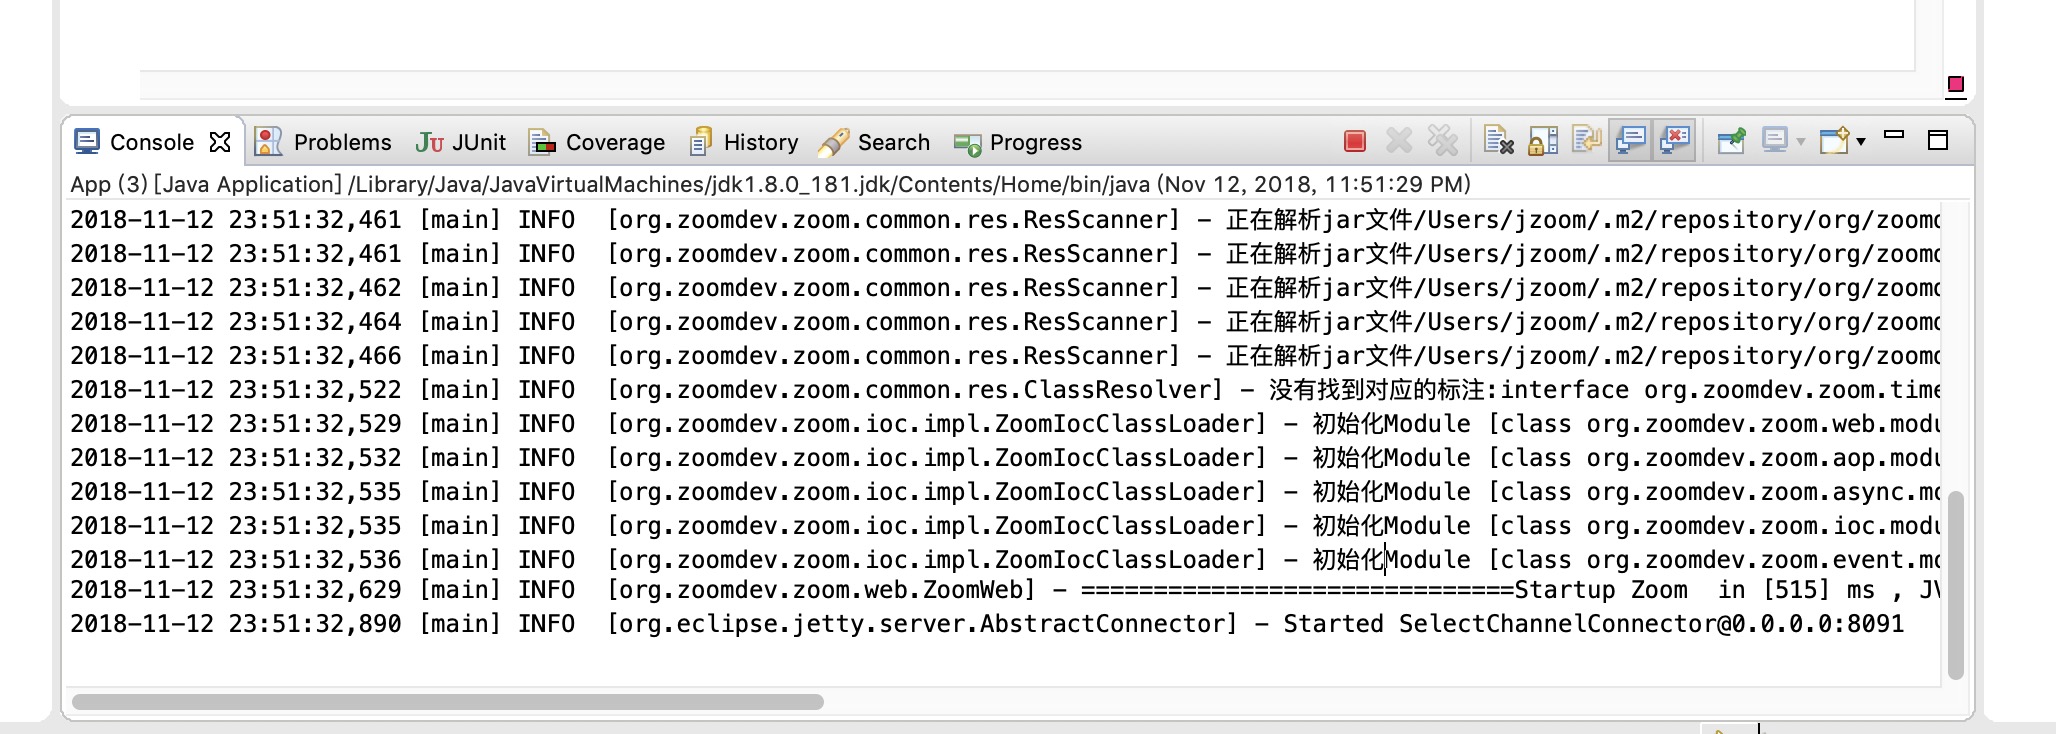 Console Problems JUnit Coverage History Search Progress
App (3) [Java Application] /Library/Java/JavaVirtualMachines/jdk1.8.0_181.jdk/Contents/Home/bin/java (Nov 12, 2018, 11:51:29 PM)
2018-11-12 23:51:32,461 [main] INFO  [org.zoomdev.zoom.common.res.ResScanner] - 正在解析jar文件/Users/jzoom/.m2/repository/org/zoomd
2018-11-12 23:51:32,461 [main] INFO  [org.zoomdev.zoom.common.res.ResScanner] - 正在解析jar文件/Users/jzoom/.m2/repository/org/zoomd
2018-11-12 23:51:32,462 [main] INFO  [org.zoomdev.zoom.common.res.ResScanner] - 正在解析jar文件/Users/jzoom/.m2/repository/org/zoomd
2018-11-12 23:51:32,464 [main] INFO  [org.zoomdev.zoom.common.res.ResScanner] - 正在解析jar文件/Users/jzoom/.m2/repository/org/zoomd
2018-11-12 23:51:32,466 [main] INFO  [org.zoomdev.zoom.common.res.ResScanner] - 正在解析jar文件/Users/jzoom/.m2/repository/org/zoomd
2018-11-12 23:51:32,522 [main] INFO  [org.zoomdev.zoom.common.res.ClassResolver] - 没有找到对应的标注:interface org.zoomdev.zoom.time
2018-11-12 23:51:32,529 [main] INFO  [org.zoomdev.zoom.ioc.impl.ZoomIocClassLoader] - 初始化Module [class org.zoomdev.zoom.web.modu
2018-11-12 23:51:32,532 [main] INFO  [org.zoomdev.zoom.ioc.impl.ZoomIocClassLoader] - 初始化Module [class org.zoomdev.zoom.aop.modu
2018-11-12 23:51:32,535 [main] INFO  [org.zoomdev.zoom.ioc.impl.ZoomIocClassLoader] - 初始化Module [class org.zoomdev.zoom.async.mo
2018-11-12 23:51:32,535 [main] INFO  [org.zoomdev.zoom.ioc.impl.ZoomIocClassLoader] - 初始化Module [class org.zoomdev.zoom.ioc.modu
2018-11-12 23:51:32,536 [main] INFO  [org.zoomdev.zoom.ioc.impl.ZoomIocClassLoader] - 初始化Module [class org.zoomdev.zoom.event.mo
2018-11-12 23:51:32,629 [main] INFO  [org.zoomdev.zoom.web.ZoomWeb] - ==============================Startup Zoom  in [515] ms , JV
2018-11-12 23:51:32,890 [main] INFO  [org.eclipse.jetty.server.AbstractConnector] - Started SelectChannelConnector@0.0.0.0:8091